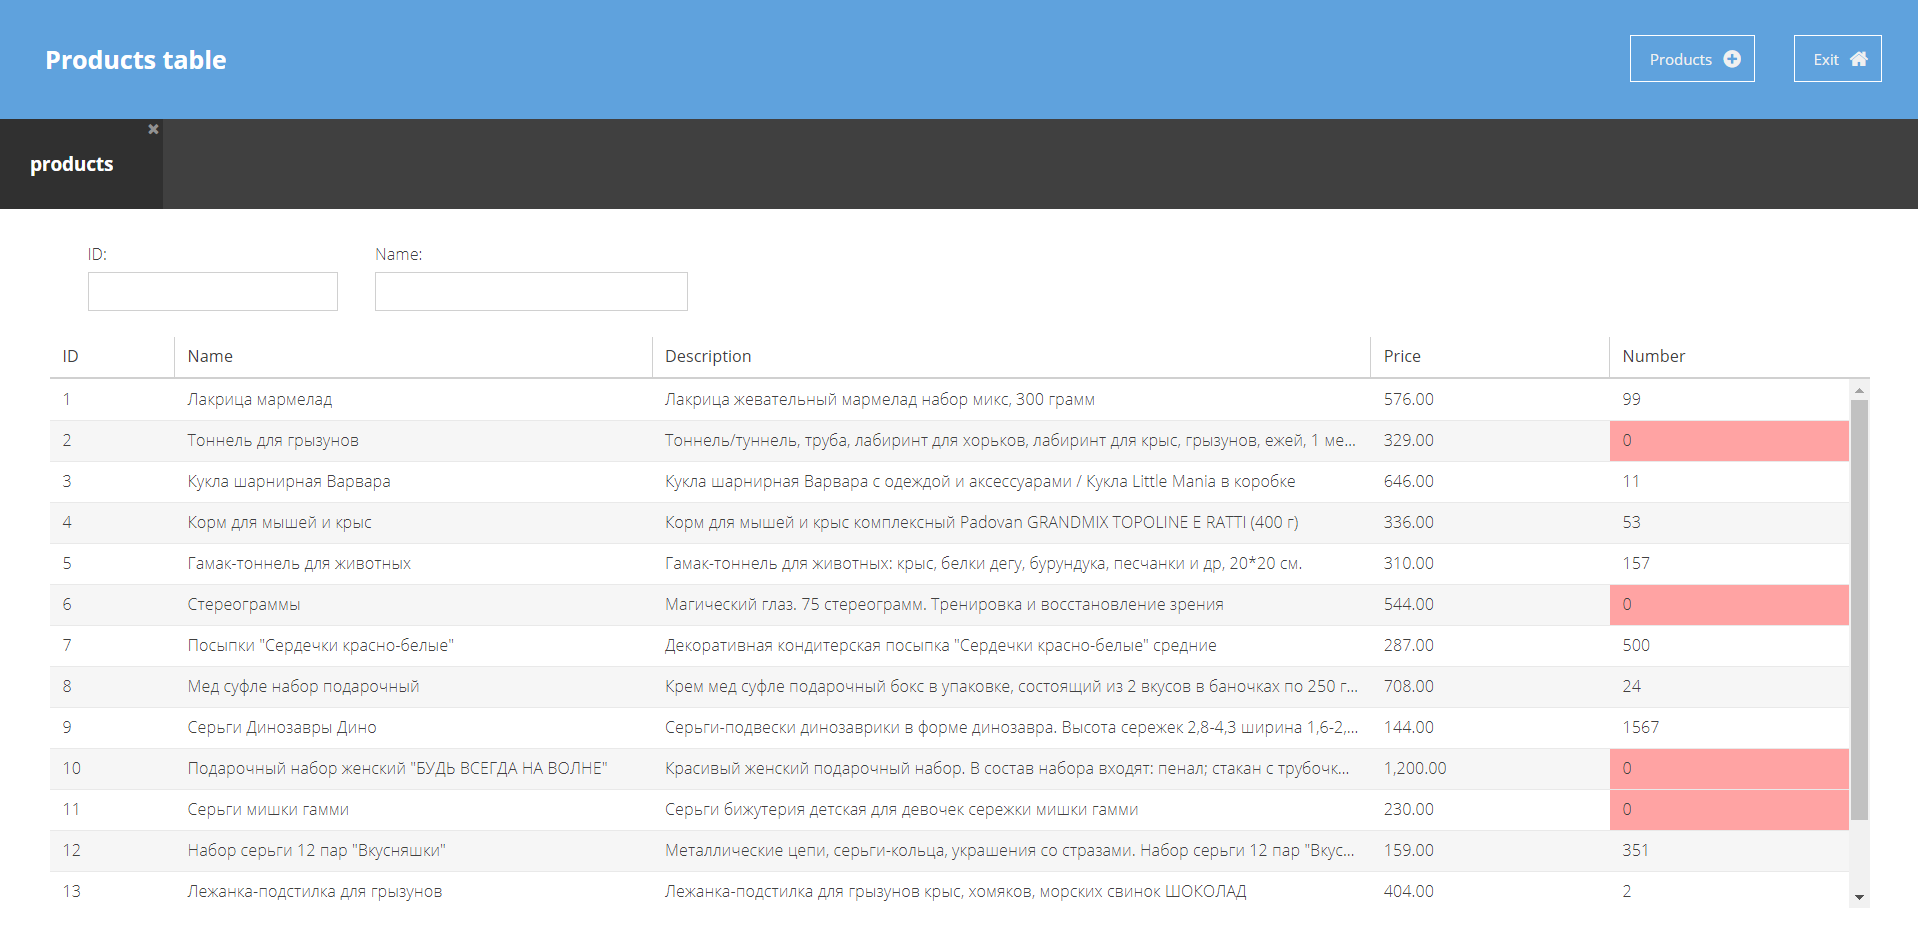 Products table
Products
Exit
products
ID:
Name:
ID Name Description Price Number
1 Лакрица мармелад Лакрица жевательный мармелад набор микс, 300 грамм 576.00 99
2 Тоннель для грызунов Тоннель/туннель, труба, лабиринт для хорьков, лабиринт для крыс, грызунов, ежей, 1 ме... 329.00 0
3 Кукла шарнирная Варвара Кукла шарнирная Варвара с одеждой и аксессуарами / Кукла Little Mania в коробке 646.00 11
4 Корм для мышей и крыс Корм для мышей и крыс комплексный Padovan GRANDMIX TOPOLINE E RATTI (400 г) 336.00 53
5 Гамак-тоннель для животных Гамак-тоннель для животных: крыс, белки дегу, бурундука, песчанки и др, 20*20 см. 310.00 157
6 Стереограммы Магический глаз. 75 стереограмм. Тренировка и восстановление зрения 544.00 0
7 Посыпки "Сердечки красно-белые" Декоративная кондитерская посыпка "Сердечки красно-белые" средние 287.00 500
8 Мед суфле набор подарочный Крем мед суфле подарочный бокс в упаковке, состоящий из 2 вкусов в баночках по 250 г... 708.00 24
9 Серьги Динозавры Дино Серьги-подвески динозаврики в форме динозавра. Высота сережек 2,8-4,3 ширина 1,6-2,... 144.00 1567
10 Подарочный набор женский "БУДЬ ВСЕГДА НА ВОЛНЕ" Красивый женский подарочный набор. В состав набора входят: пенал; стакан с трубочк... 1,200.00 0
11 Серьги мишки гамми Серьги бижутерия детская для девочек сережки мишки гамми 230.00 0
12 Набор серьги 12 пар "Вкусняшки" Металлические цепи, серьги-кольца, украшения со стразами. Набор серьги 12 пар "Вкус... 159.00 351
13 Лежанка-подстилка для грызунов Лежанка-подстилка для грызунов крыс, хомяков, морских свинок ШОКОЛАД 404.00 2